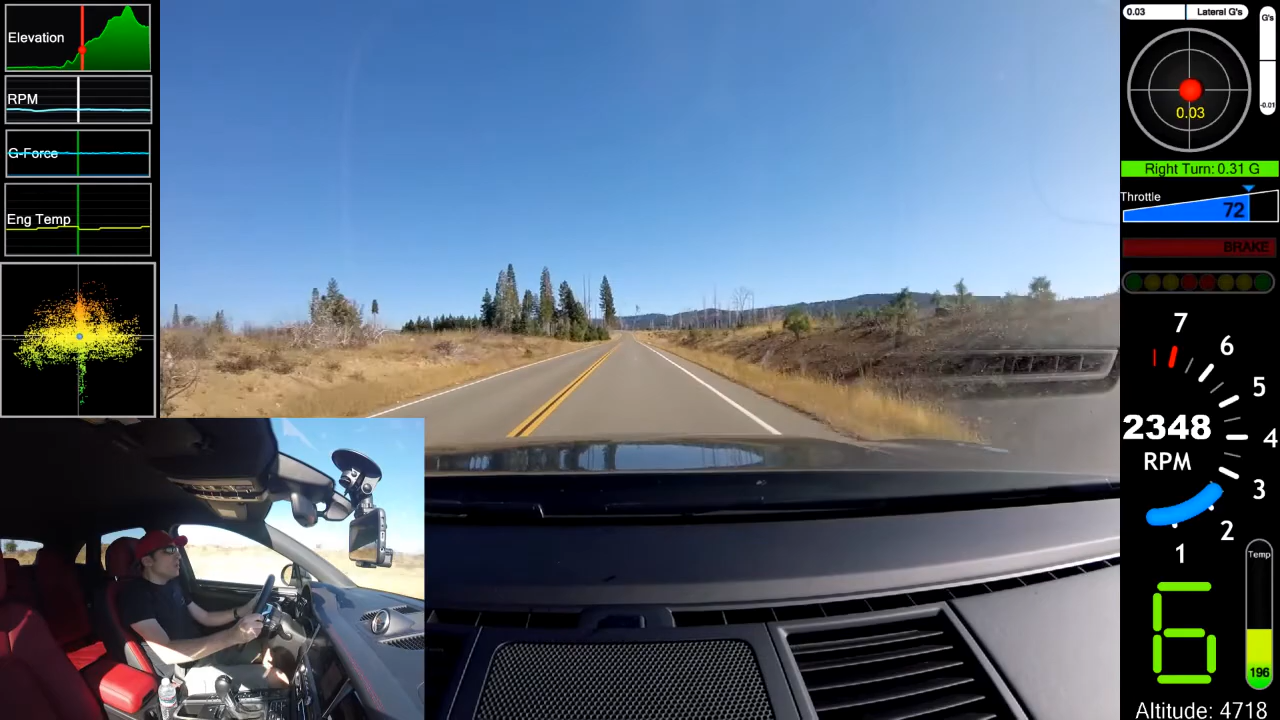 Elevation
RPM
G-Force
Eng Temp
0.03 Lateral G's
G's
-0.01
0.03
Right Turn: 0.31 G
Throttle
72
BRAKE
7
6
5
4
3
2
1
2348
RPM
Temp
196
6
Altitude: 4718